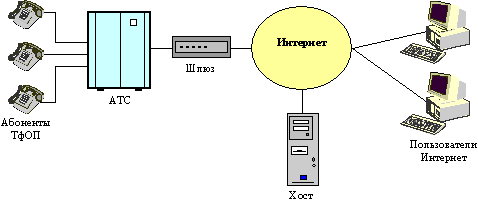 Интернет
Шлюз
АТС
Абоненты
ТфОП
Пользователи
Интернет
Хост